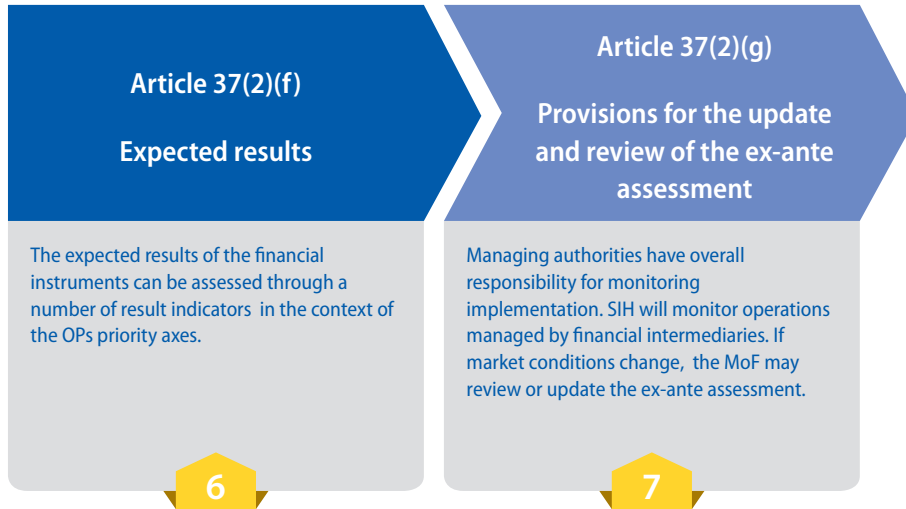 Article 37(2)(f)
Expected results
The expected results of the financial
instruments can be assessed through a
number of result indicators in the context of
the OPs priority axes.
6
Article 37(2)(g)
Provisions for the update
and review of the ex-ante
assessment
Managing authorities have overall
responsibility for monitoring
implementation. SIH will monitor operations
managed by financial intermediaries. If
market conditions change, the MoF may
review or update the ex-ante assessment.
7